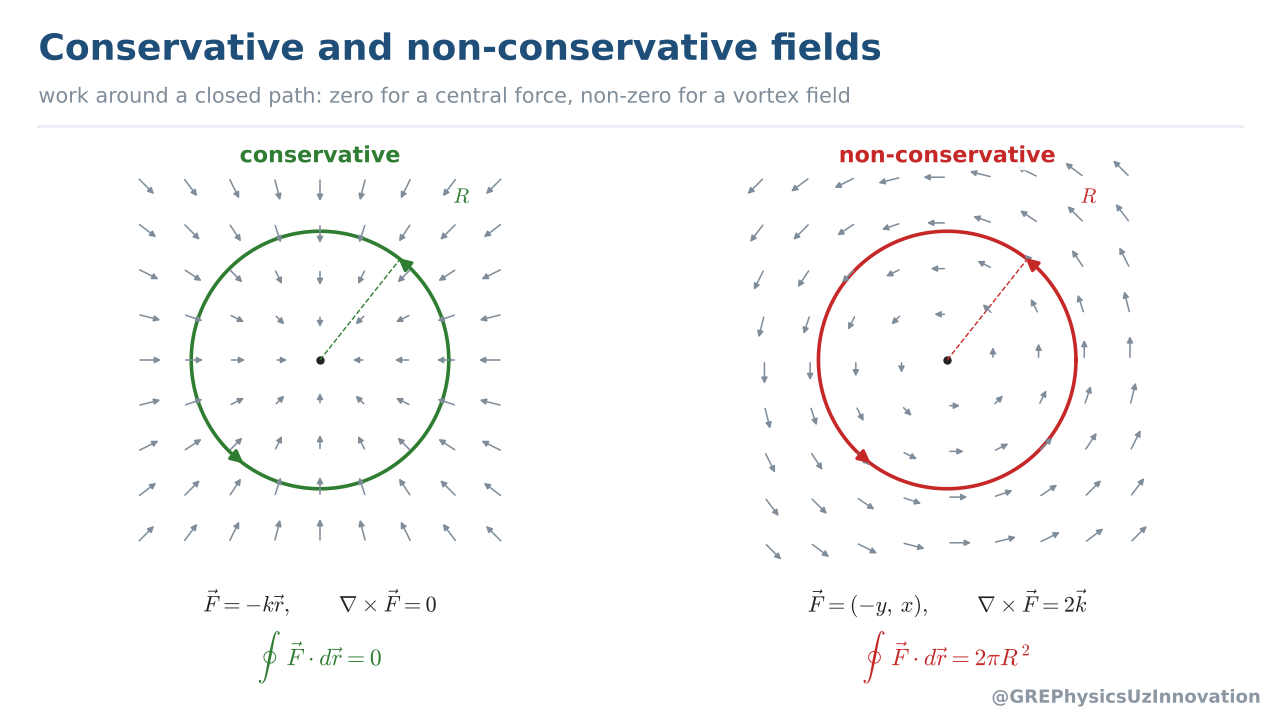 Conservative and non-conservative fields
work around a closed path: zero for a central force, non-zero for a vortex field
conservative
non-conservative
R
R
F⃗ = −kr⃗, ∇ × F⃗ = 0
∮ F⃗ · dr⃗ = 0
F⃗ = (−y, x), ∇ × F⃗ = 2k⃗
∮ F⃗ · dr⃗ = 2πR²
@GREPhysicsUzInnovation